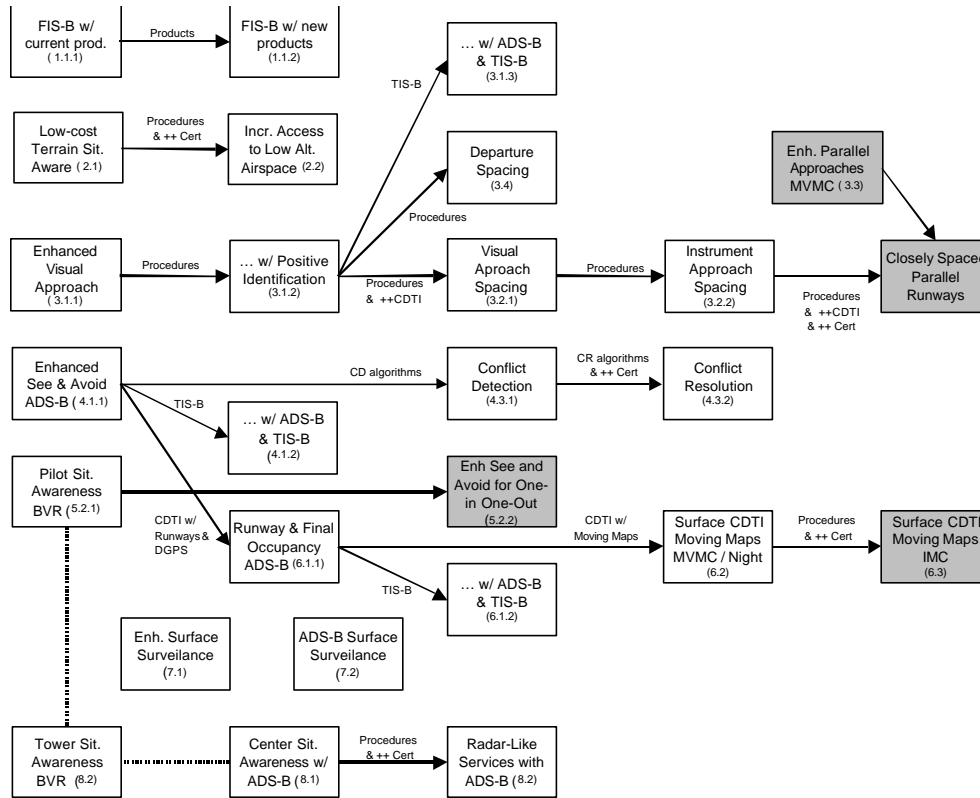 FIS-B w/
current prod.
( 1.1.1)
Products
FIS-B w/ new
products
(1.1.2)
… w/ ADS-B
& TIS-B
(3.1.3)
TIS-B
Low-cost
Terrain Sit.
Aware ( 2.1)
Procedures
& ++ Cert
Incr. Access
to Low Alt.
Airspace (2.2)
Departure
Spacing
(3.4)
Enh. Parallel
Approaches
MVMC ( 3.3)
Procedures
Enhanced
Visual
Approach
( 3.1.1)
Procedures
… w/ Positive
Identification
(3.1.2)
Procedures
& ++CDTI
Visual
Aproach
Spacing
(3.2.1)
Procedures
Instrument
Approach
Spacing
(3.2.2)
Procedures
& ++CDTI
& ++ Cert
Closely Space
Parallel
Runways
Enhanced
See & Avoid
ADS-B ( 4.1.1)
CD algorithms
Conflict
Detection
(4.3.1)
CR algorithms
& ++ Cert
Conflict
Resolution
(4.3.2)
TIS-B
… w/ ADS-B
& TIS-B
(4.1.2)
Pilot Sit.
Awareness
BVR (5.2.1)
Enh See and
Avoid for One-
in One-Out
(5.2.2)
CDTI w/
Runways &
DGPS
Runway & Final
Occupancy
ADS-B (6.1.1)
CDTI w/
Moving Maps
Surface CDTI
Moving Maps
MVMC / Night
(6.2)
Procedures
& ++ Cert
Surface CDTI
Moving Maps
IMC
(6.3)
TIS-B
… w/ ADS-B
& TIS-B
(6.1.2)
Enh. Surface
Surveilance
(7.1)
ADS-B Surface
Surveilance
(7.2)
Tower Sit.
Awareness
BVR (8.2)
Center Sit.
Awareness w/
ADS-B (8.1)
Procedures
& ++ Cert
Radar-Like
Services with
ADS-B (8.2)